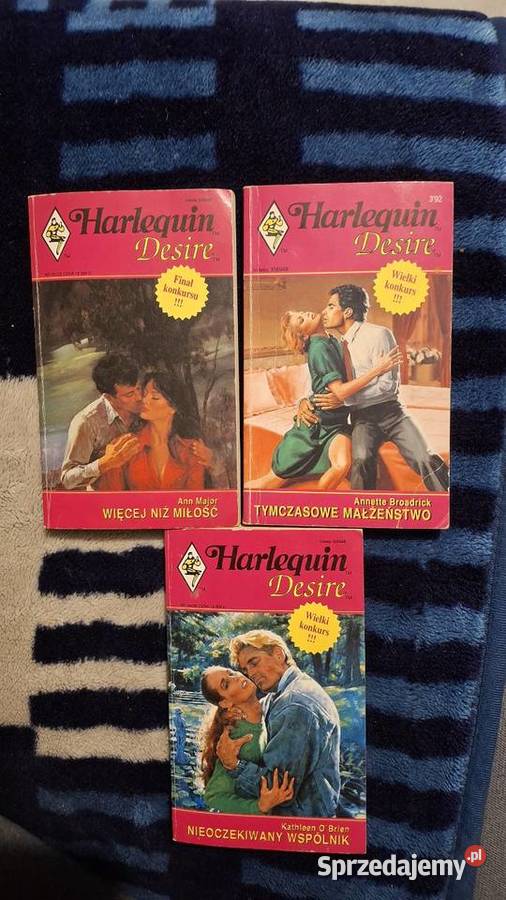 Harlequin
Desire
Finał
konkursu
!!!
Ann Major
WIĘCEJ NIŻ MIŁOŚĆ
3'92
Harlequin
Desire
Wielki
konkurs
!!!
Annette Broadrick
TYMCZASOWE MAŁŻEŃSTWO
Harlequin
Desire
Wielki
konkurs
!!!
Kathleen O'Brien
NIEOCZEKIWANY WSPÓLNIK
Sprzedajemy.pl